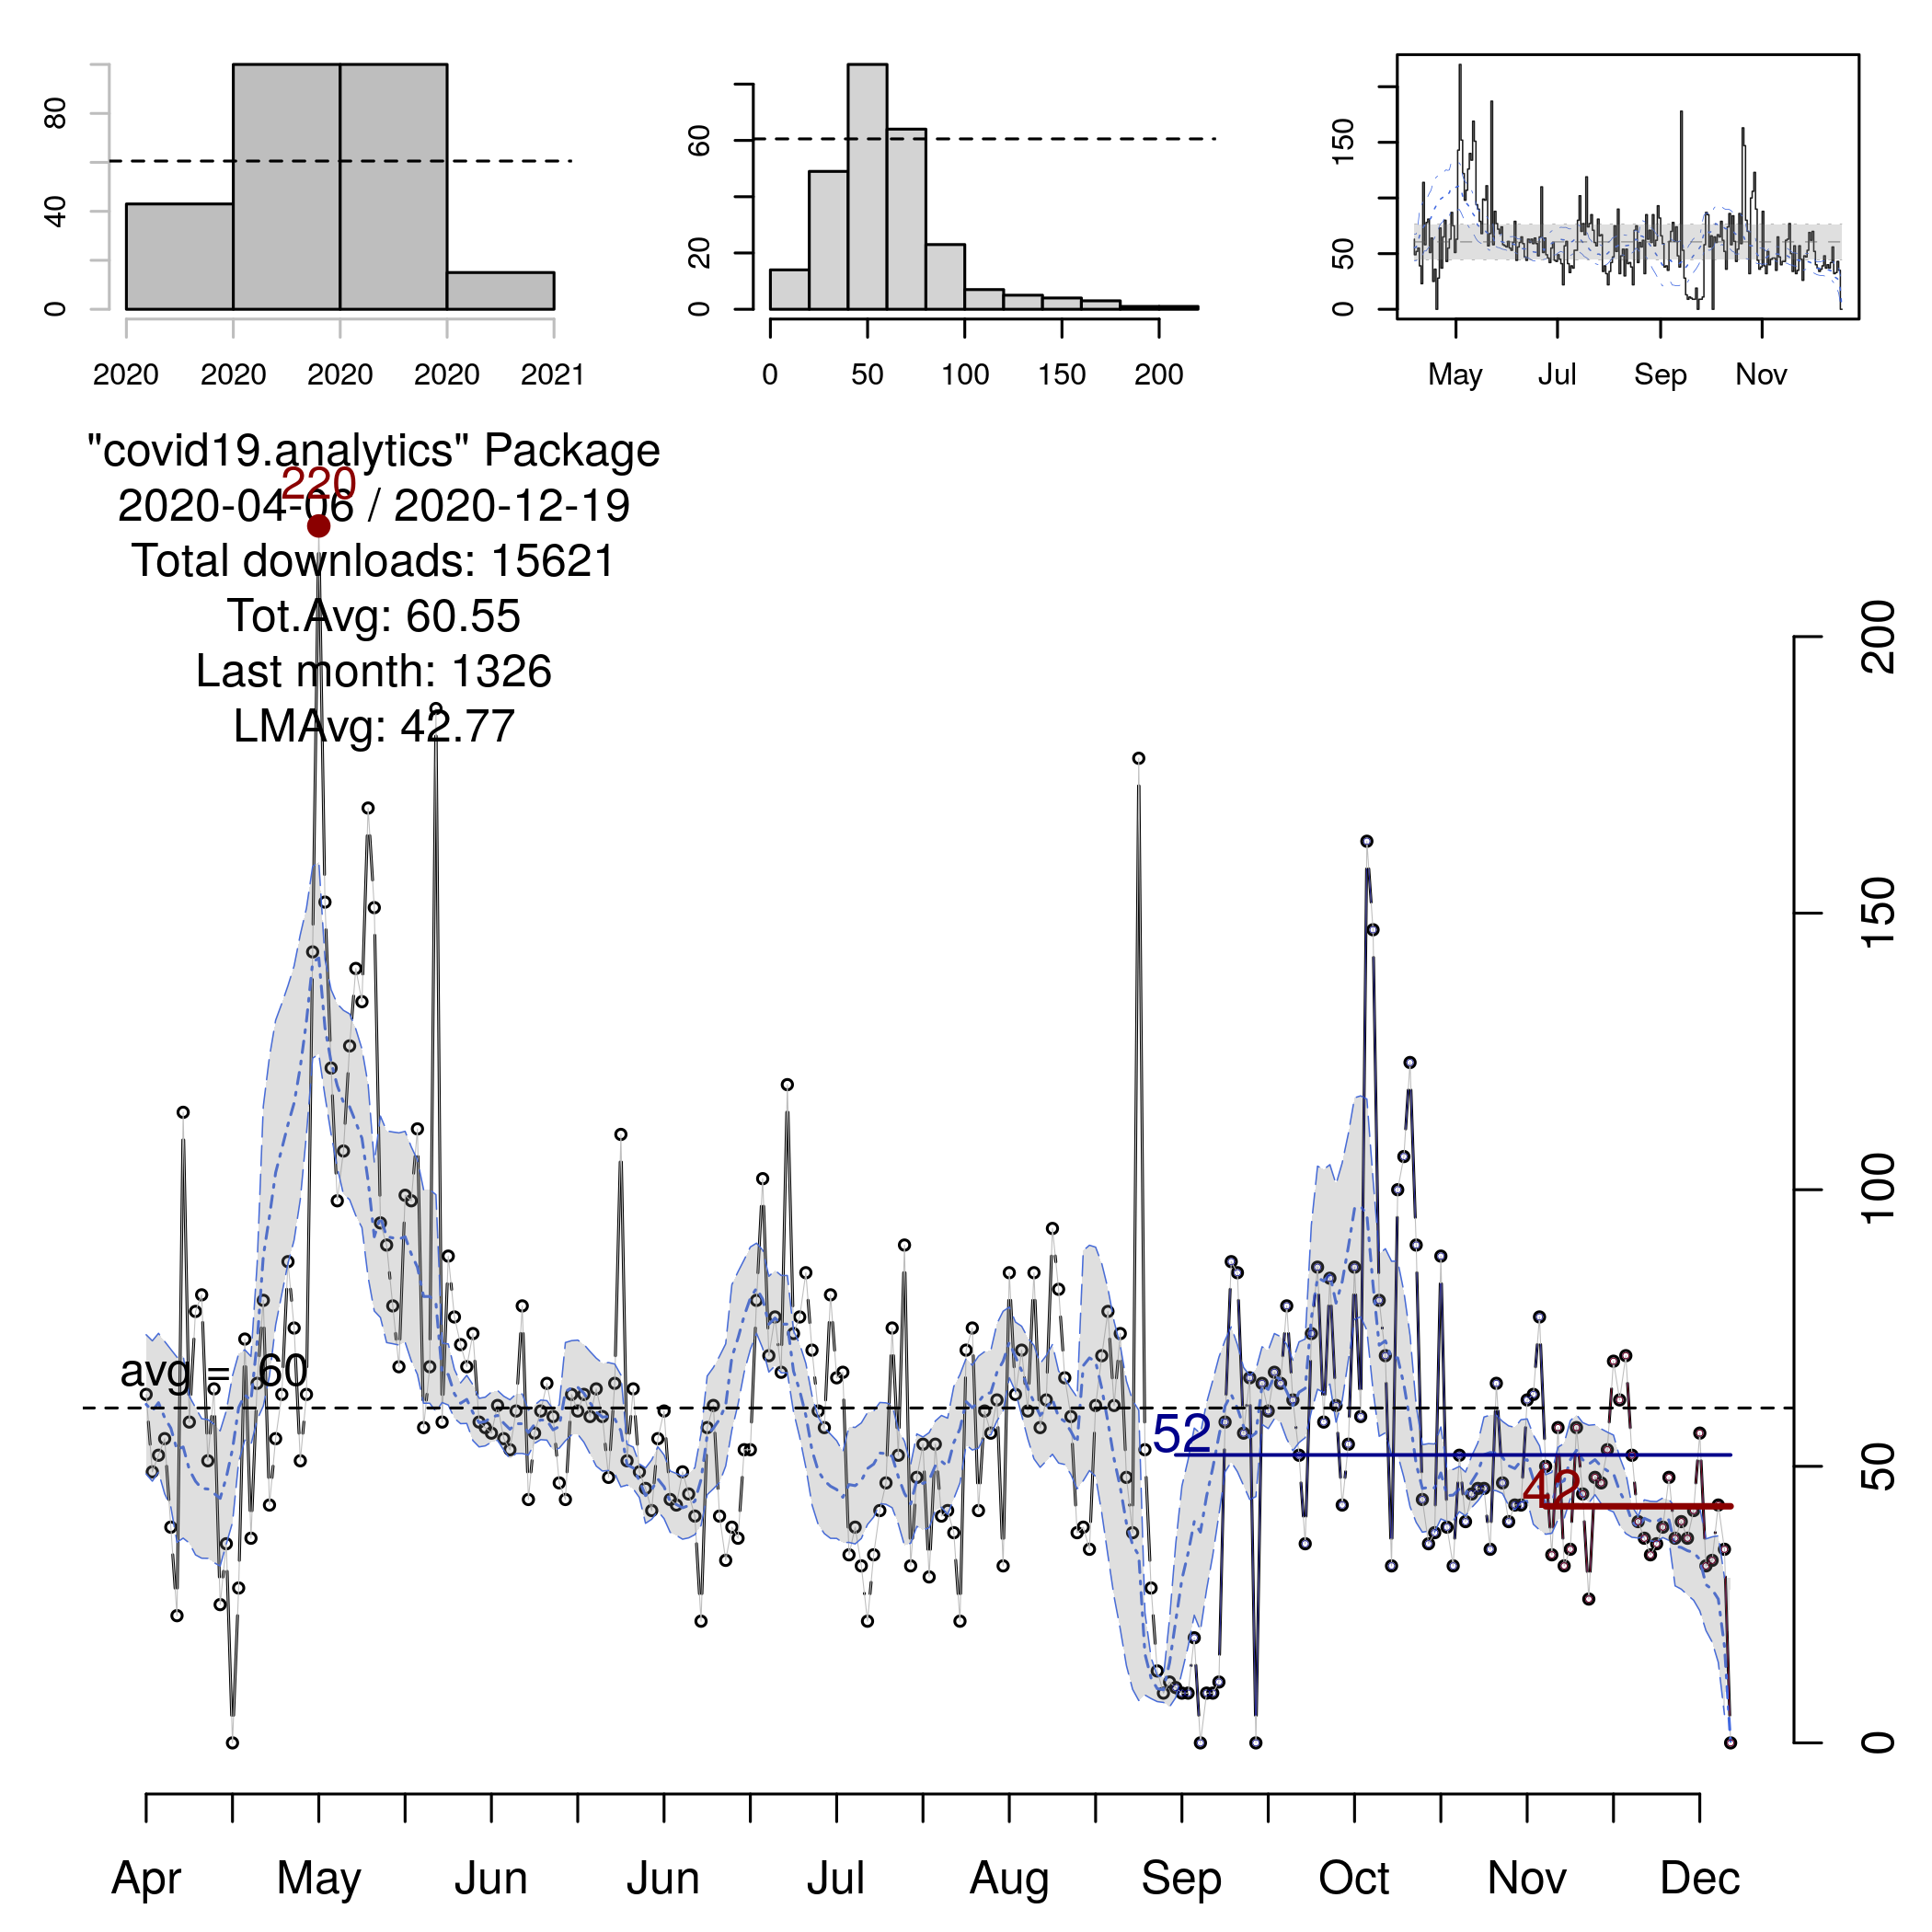 80
40
0
2020 2020 2020 2020 2021
60
20
0
0 50 100 150 200
150
50
0
May Jul Sep Nov
"covid19.analytics" Package
220
2020-04-06 / 2020-12-19
Total downloads: 15621
Tot.Avg: 60.55
Last month: 1326
LMAvg: 42.77
avg = 60
52
42
200
150
100
50
0
Apr May Jun Jun Jul Aug Sep Oct Nov Dec